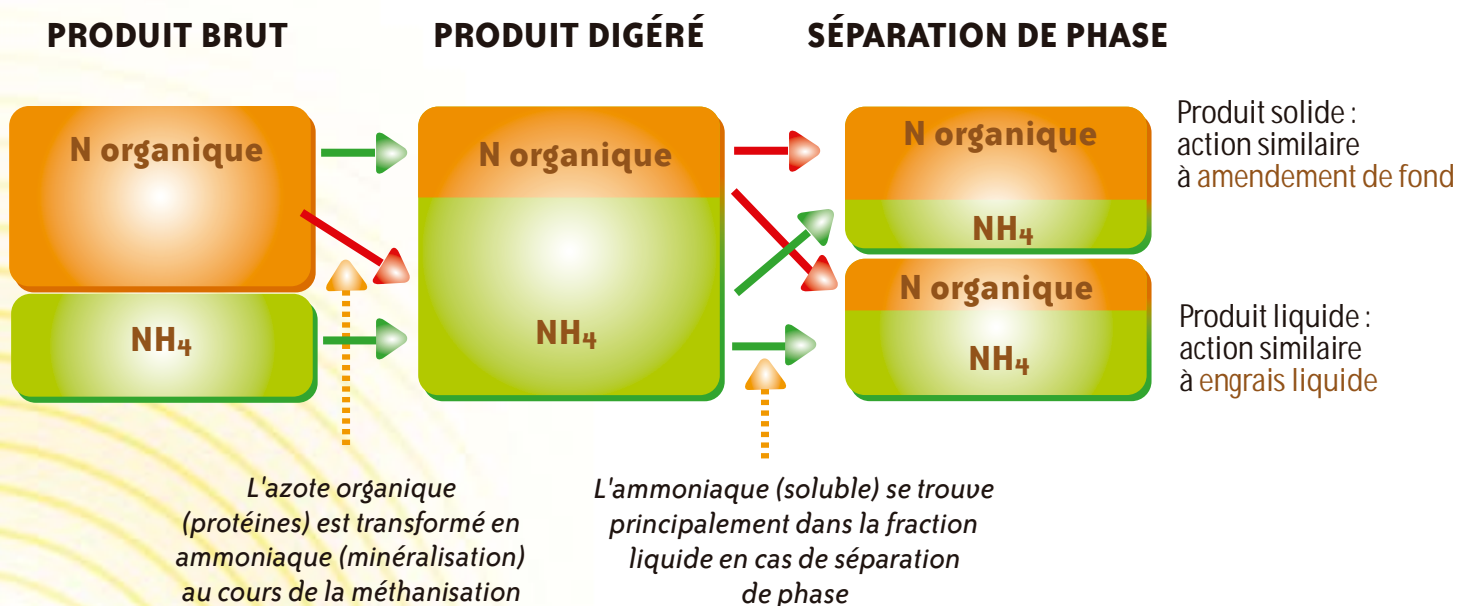 PRODUIT BRUT
PRODUIT DIGÉRÉ
SÉPARATION DE PHASE
N organique
NH₄
N organique
NH₄
N organique
NH₄
N organique
NH₄
Produit solide :
action similaire
à amendement de fond
Produit liquide :
action similaire
à engrais liquide
L'azote organique
(protéines) est transformé en
ammoniaque (minéralisation)
au cours de la méthanisation
L'ammoniaque (soluble) se trouve
principalement dans la fraction
liquide en cas de séparation
de phase